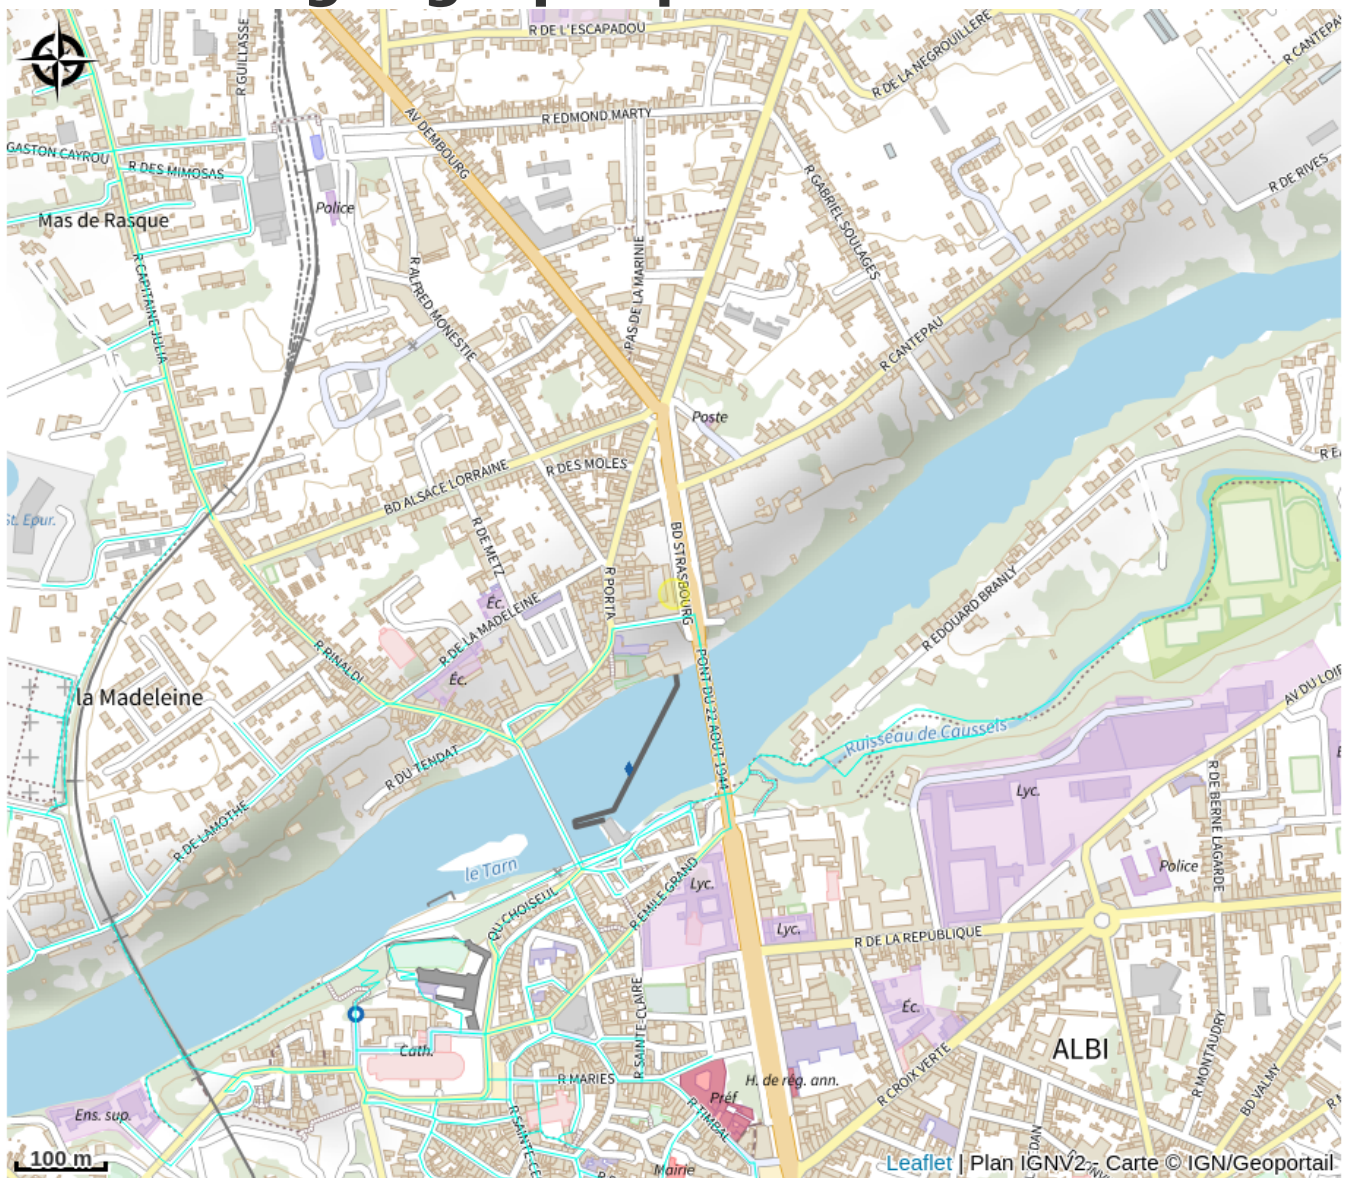 R DE L'ESCAPADOU
R DE LA NEGROUILLERE
R GUILLASSE
AV DEMBOURG
R EDMOND MARTY
GASTON CAYROU
R DES MIMOSAS
Police
Mas de Rasque
R GABRIEL SOULAGES
R DE RIVES
R CAPITAINE JULIA
R ALFRED MONESTIE
PAS DE LA MARINIE
R CANTEPAU
Poste
R DES MOLES
BD ALSACE LORRAINE
St. Epur.
R DE METZ
BD STRASBOURG
R PORTA
Éc.
R DE LA MADELEINE
R EDOUARD BRANLY
R RINALDI
Éc.
la Madeleine
PONT DU 22 AOUT 1944
Ruisseau de Caussels
R DU TENDAT
Lyc.
R DE BERNE LAGARDE
R DE LAMOTHE
le Tarn
Police
Lyc.
R EMILE GRAND
QU CHOISEUL
Lyc.
R DE LA REPUBLIQUE
R SAINTE-CLAIRE
Éc.
Cath.
ALBI
R MONTAUDRY
R MARIES
H. de rég. ann.
Préf
R CROIX VERTE
BD VALMY
Ens. sup.
R TIMBAL
Mairie
100 m
Leaflet | Plan IGNV2 - Carte © IGN/Geoportail